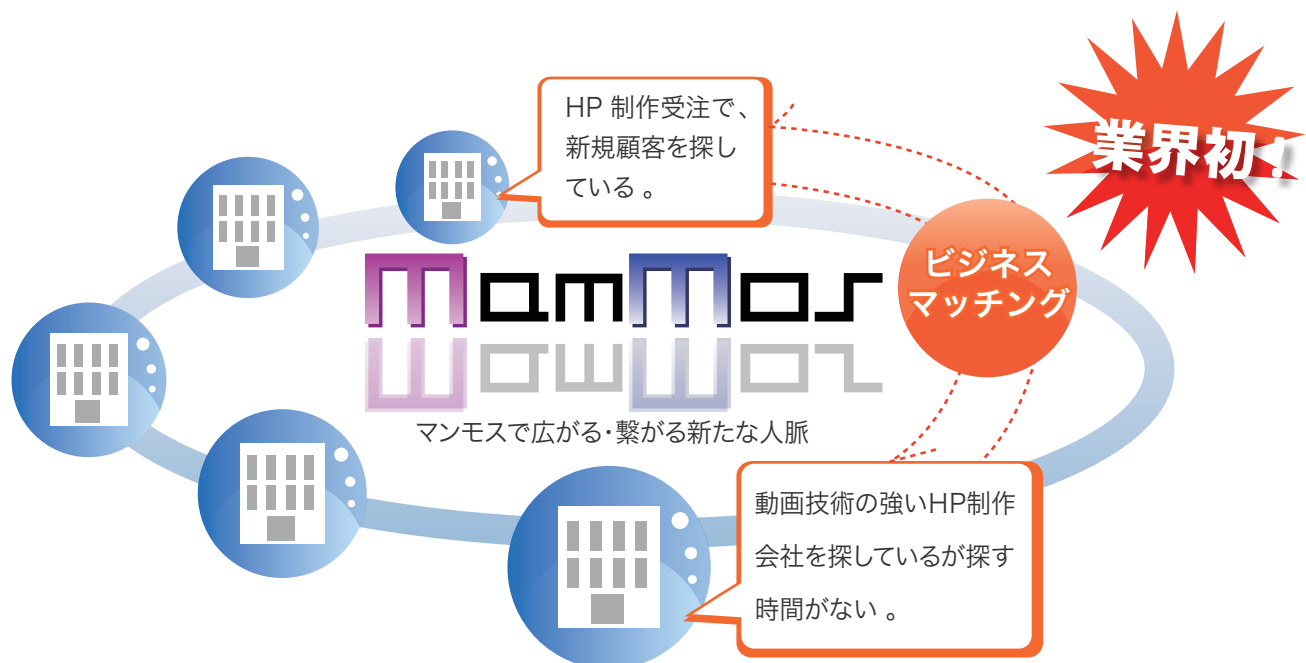 HP 制作受注で、
新規顧客を探し
ている 。
業界初!
ビジネス
マッチング
MamMos
マンモスで広がる・繋がる新たな人脈
動画技術の強いHP制作
会社を探しているが探す
時間がない 。